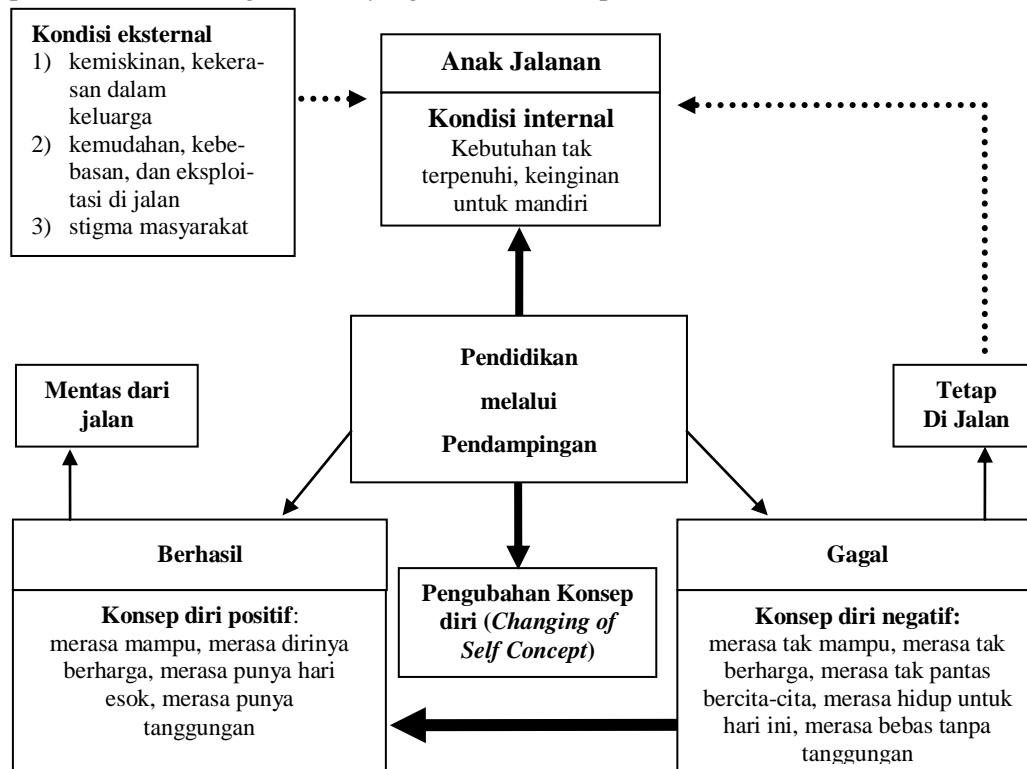 Kondisi eksternal
1) kemiskinan, kekera-
san dalam
keluarga
2) kemudahan, kebe-
basan, dan eksploi-
tasi di jalan
3) stigma masyarakat
Anak Jalanan
Kondisi internal
Kebutuhan tak
terpenuhi, keinginan
untuk mandiri
Pendidikan
melalui
Pendampingan
Mentas dari
jalan
Tetap
Di Jalan
Berhasil
Konsep diri positif:
merasa mampu, merasa dirinya
berharga, merasa punya hari
esok, merasa punya
tanggungan
Pengubahan Konsep
diri (Changing of
Self Concept)
Gagal
Konsep diri negatif:
merasa tak mampu, merasa tak
berharga, merasa tak pantas
bercita-cita, merasa hidup untuk
hari ini, merasa bebas tanpa
tanggungan